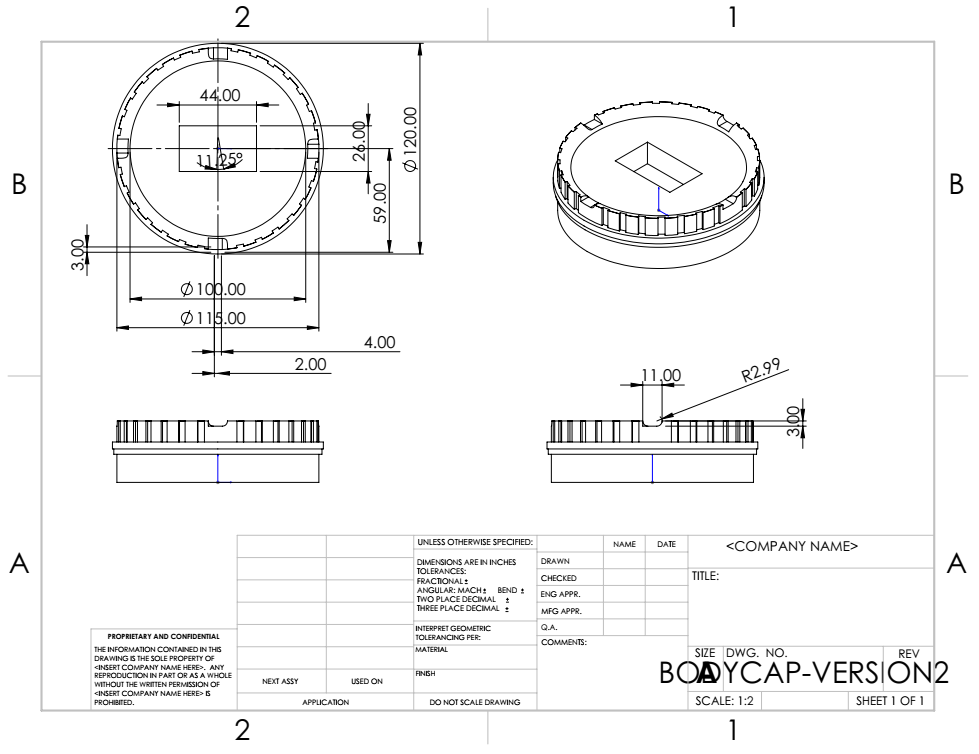 2
1
B
B
44.00
26.00
Ø 120.00
11.25°
59.00
3.00
Ø 100.00
Ø 115.00
4.00
2.00
11.00
R2.99
3.00
A
A
UNLESS OTHERWISE SPECIFIED:
DIMENSIONS ARE IN INCHES
TOLERANCES:
FRACTIONAL ±
ANGULAR: MACH ± BEND ±
TWO PLACE DECIMAL ±
THREE PLACE DECIMAL ±
INTERPRET GEOMETRIC
TOLERANCING PER:
MATERIAL
FINISH
DO NOT SCALE DRAWING
NAME DATE
DRAWN
CHECKED
ENG APPR.
MFG APPR.
Q.A.
COMMENTS:
<COMPANY NAME>
TITLE:
SIZE DWG. NO. REV
A
BODYCAP-VERSION2
SCALE: 1:2
SHEET 1 OF 1
PROPRIETARY AND CONFIDENTIAL
THE INFORMATION CONTAINED IN THIS
DRAWING IS THE SOLE PROPERTY OF
<INSERT COMPANY NAME HERE>. ANY
REPRODUCTION IN PART OR AS A WHOLE
WITHOUT THE WRITTEN PERMISSION OF
<INSERT COMPANY NAME HERE> IS
PROHIBITED.
NEXT ASSY USED ON
APPLICATION
2
1